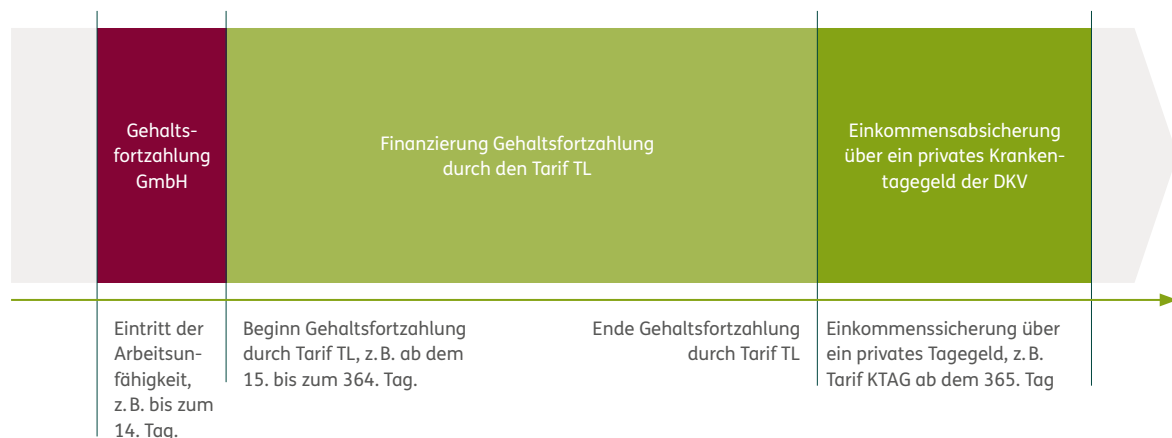 Gehalts-
fortzahlung
GmbH
Finanzierung Gehaltsfortzahlung
durch den Tarif TL
Einkommensabsicherung
über ein privates Kranken-
tagegeld der DKV
Eintritt der
Arbeitsun-
fähigkeit,
z. B. bis zum
14. Tag.
Beginn Gehaltsfortzahlung
durch Tarif TL, z. B. ab dem
15. bis zum 364. Tag.
Ende Gehaltsfortzahlung
durch Tarif TL
Einkommenssicherung über
ein privates Tagegeld, z. B.
Tarif KTAG ab dem 365. Tag